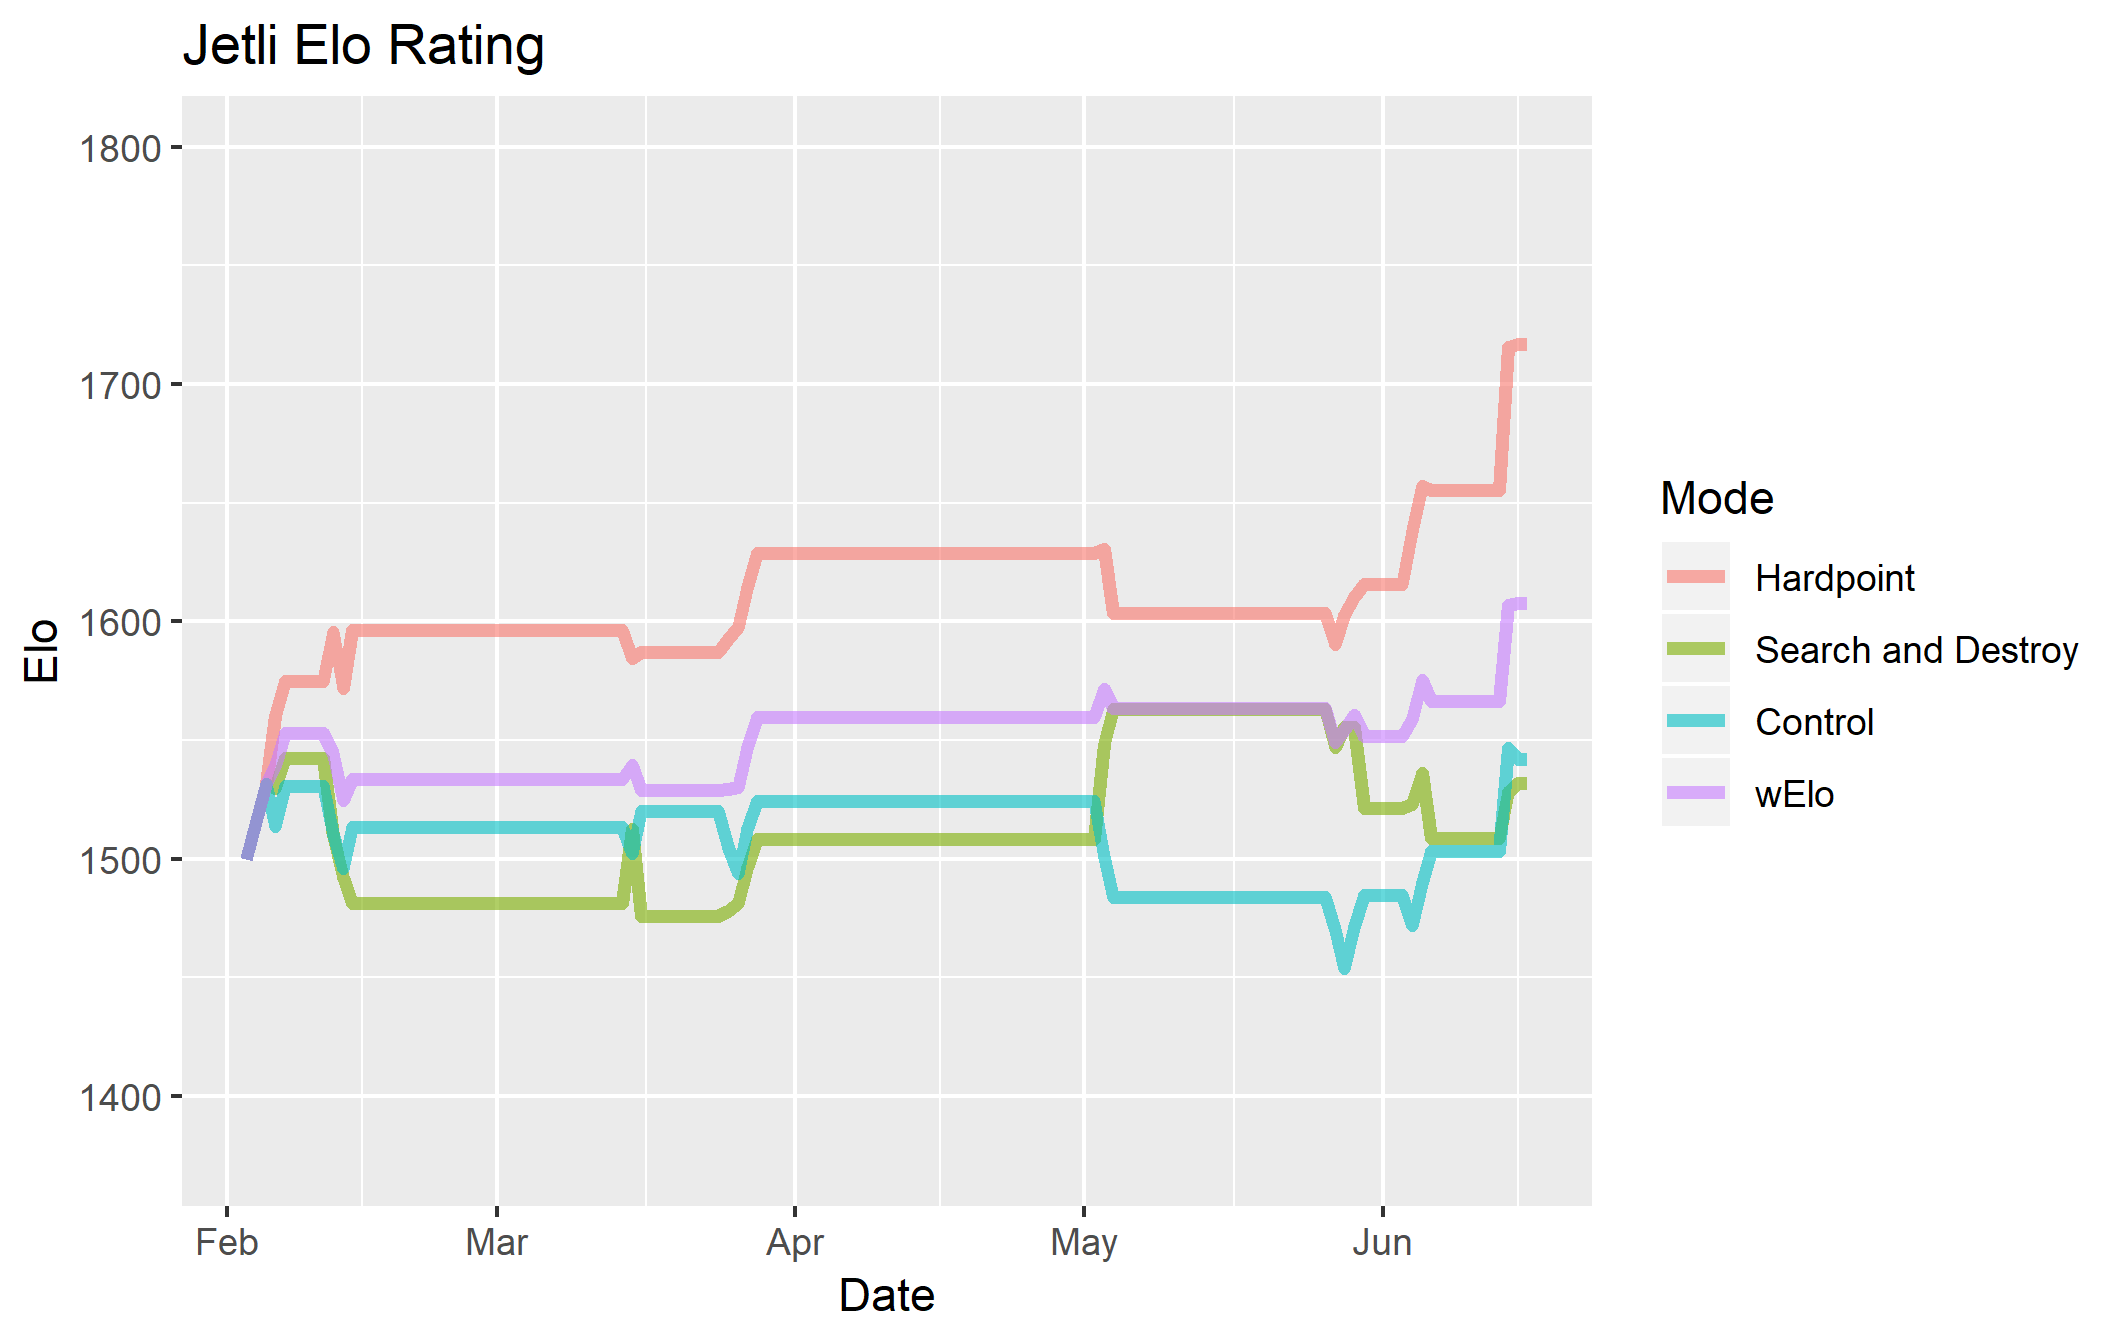 Jetli Elo Rating
1800
1700
1600
1500
1400
Elo
Feb Mar Apr May Jun
Date
Mode
Hardpoint
Search and Destroy
Control
wElo